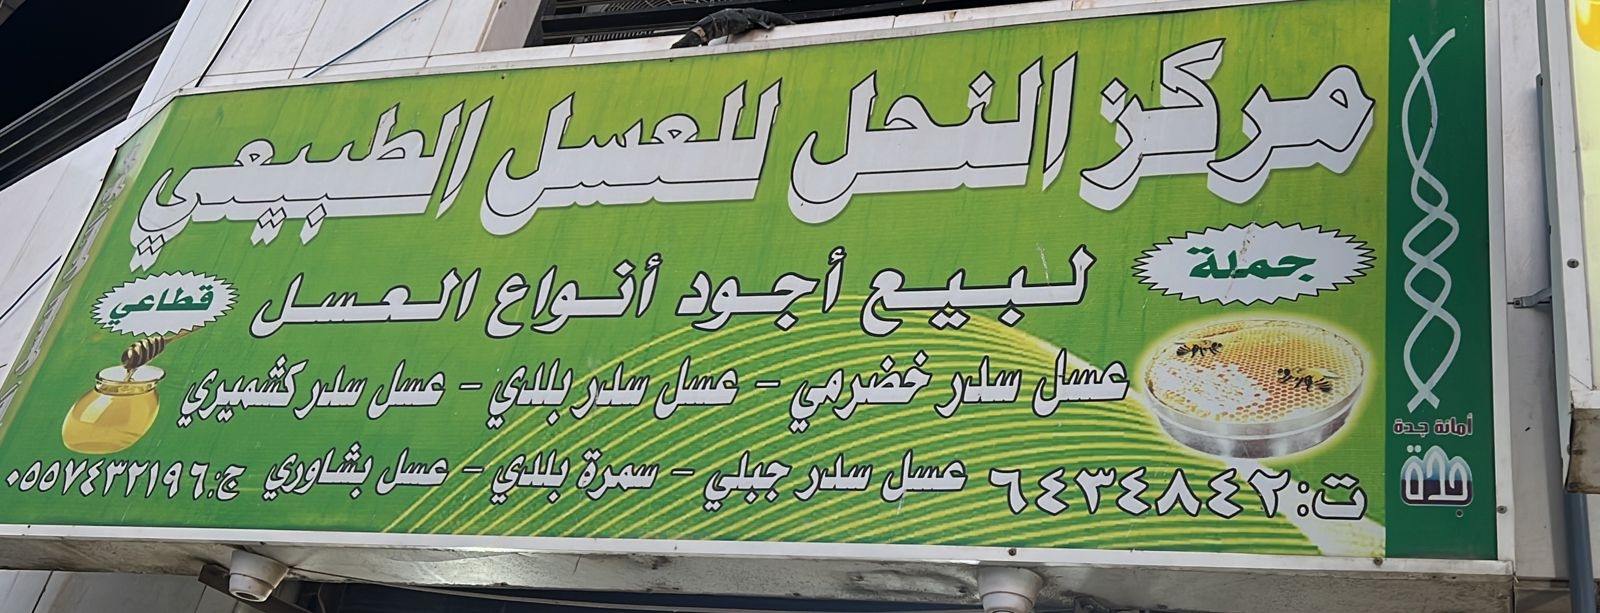 مركز النحل للعسل الطبيعي
جملة
لبيع أجود أنواع العسل
قطاعي
عسل سدر خضرمي - عسل سدر بلدي - عسل سدر كشميري
ت: ٦٤٣٤٨٤٢ عسل سدر جبلي - سمرة بلدي - عسل بشاوري ج: ٠٥٥٧٤٣٢١٩٦
أمانة جدة
جدة